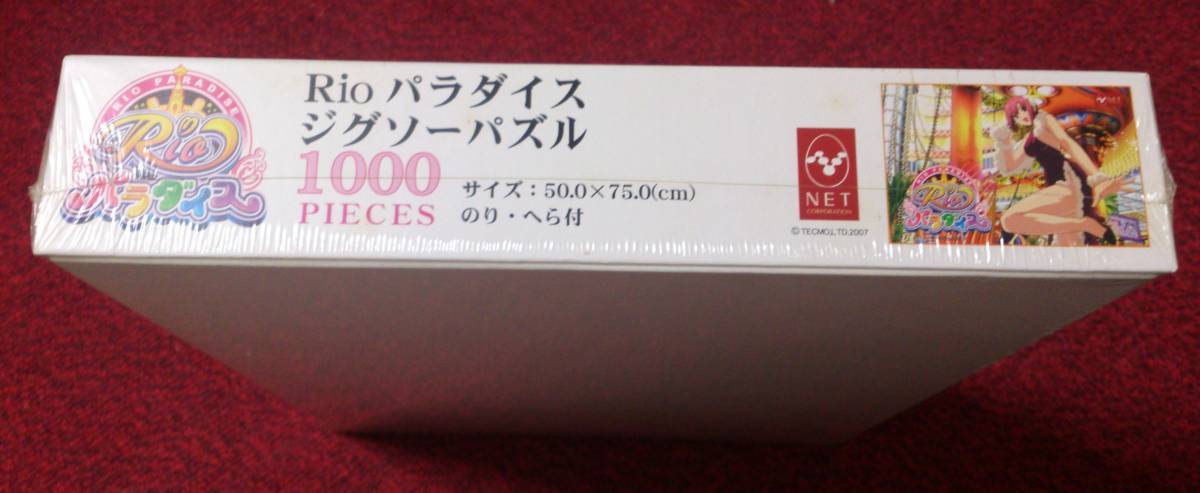 RIO PARADISE
Rio
パラダイス
Rio パラダイス
ジグソーパズル
1000
PIECES
サイズ：50.0×75.0(cm)
のり・へら付
NET
CORPORATION
©TECMO,LTD.2007
NET
Rio
パラダイス